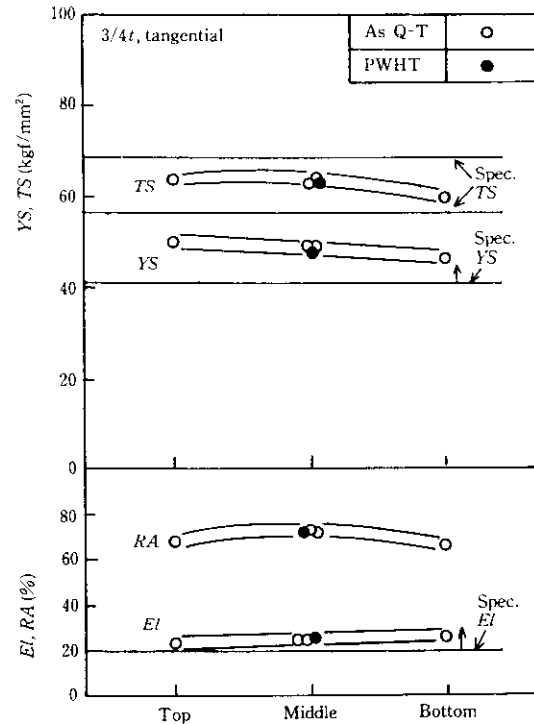 100
3/4t, tangential
As Q-T
PWHT
80
YS, TS (kgf/mm²)
Spec.
TS
TS
60
Spec.
YS
YS
40
20
0
80
RA
60
El, RA (%)
40
Spec.
El
El
20
0
Top Middle Bottom